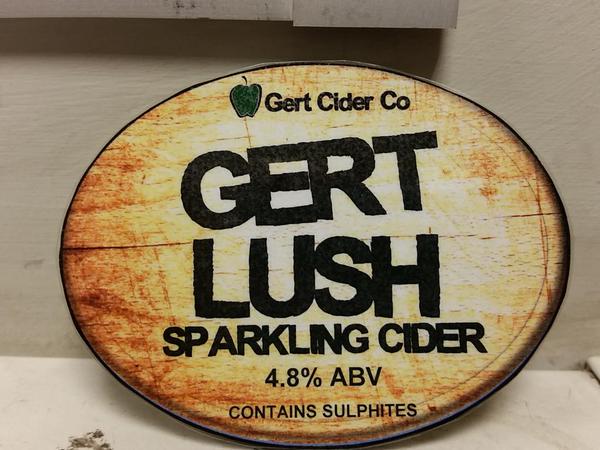 Gert Cider Co
GERT
LUSH
SPARKLING CIDER
4.8% ABV
CONTAINS SULPHITES